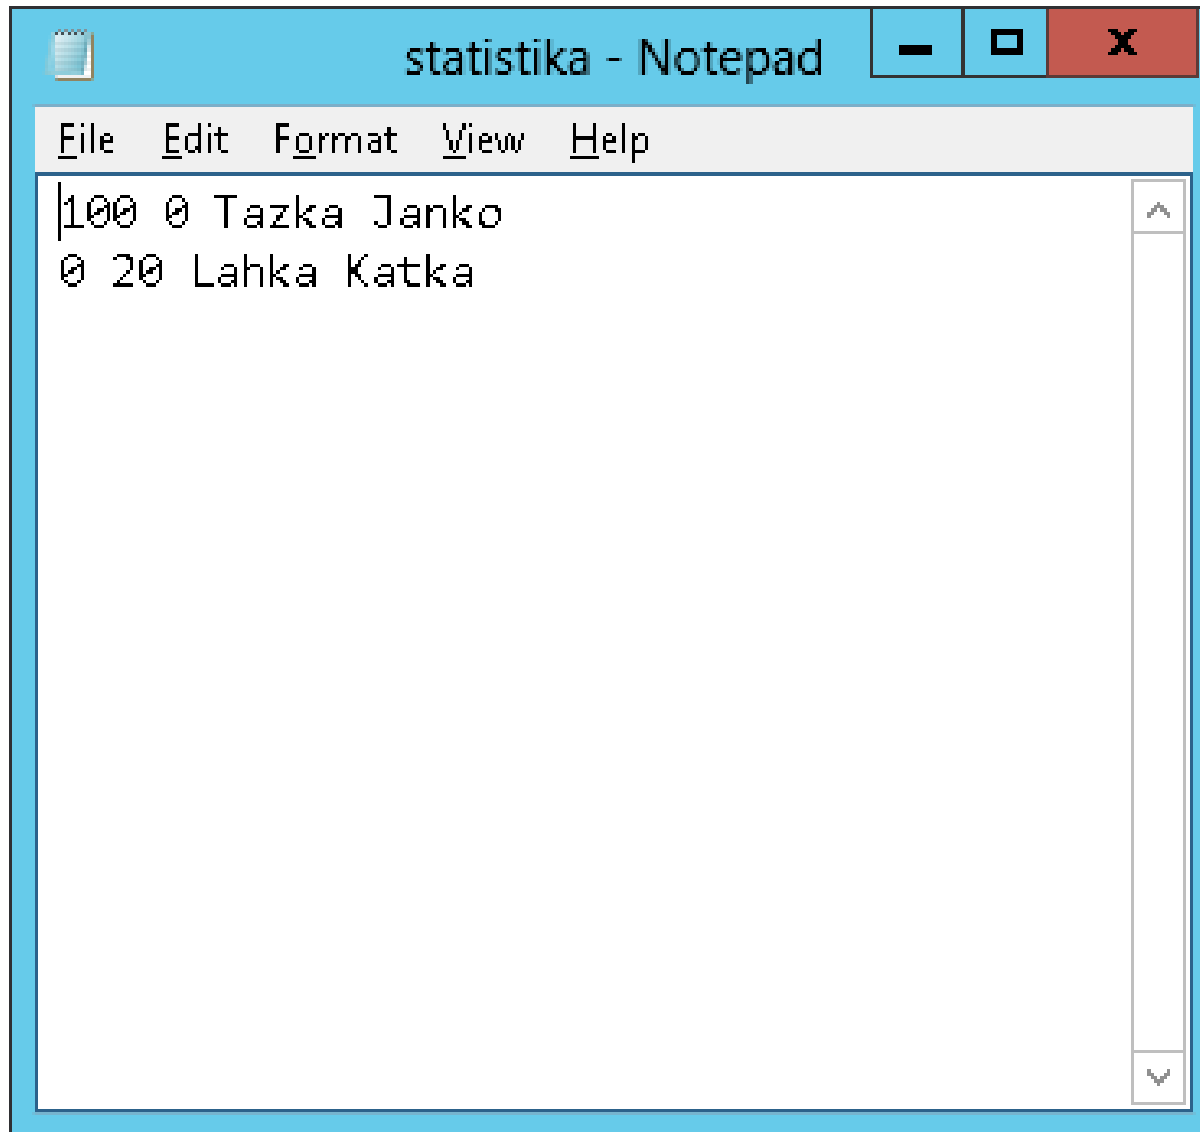 statistika - Notepad
File Edit Format View Help
100 0 Tazka Janko
0 20 Lahka Katka